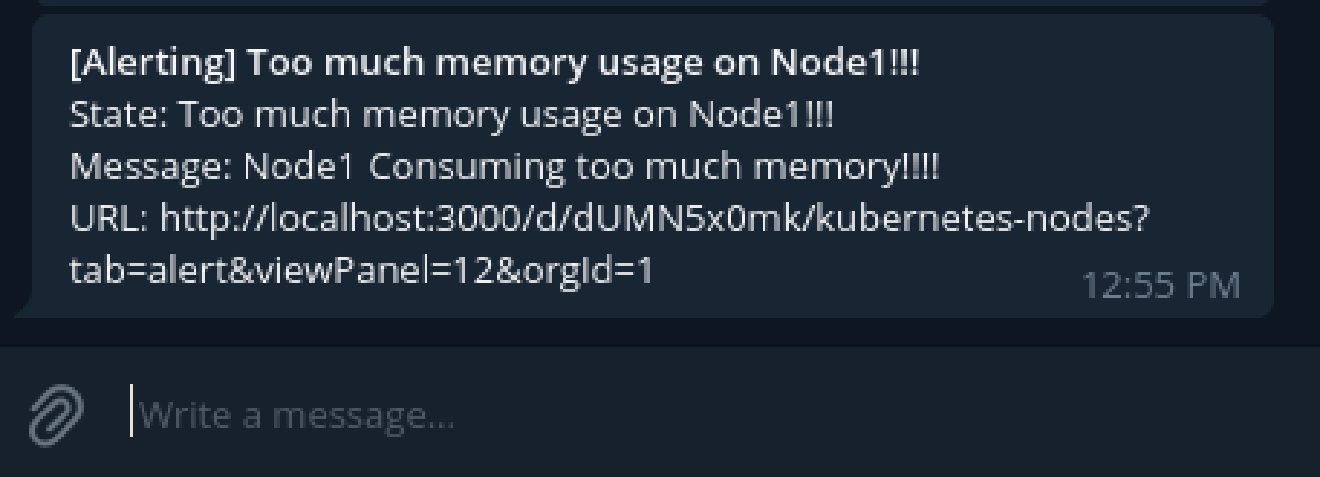 [Alerting] Too much memory usage on Node1!!!
State: Too much memory usage on Node1!!!
Message: Node1 Consuming too much memory!!!!
URL: http://localhost:3000/d/dUMN5x0mk/kubernetes-nodes?
tab=alert&viewPanel=12&orgId=1
12:55 PM
Write a message...